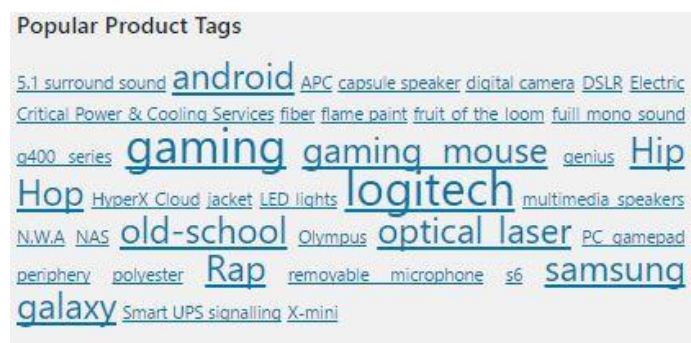 Popular Product Tags
5.1 surround sound android APC capsule speaker digital camera DSLR Electric
Critical Power & Cooling Services fiber flame paint fruit of the loom fuill mono sound
g400 series gaming gaming mouse genius Hip
Hop HyperX Cloud jacket LED lights logitech multimedia speakers
N.W.A NAS old-school Olympus optical laser PC gamepad
periphery polyester Rap removable microphone s6 samsung
galaxy Smart UPS signalling X-mini